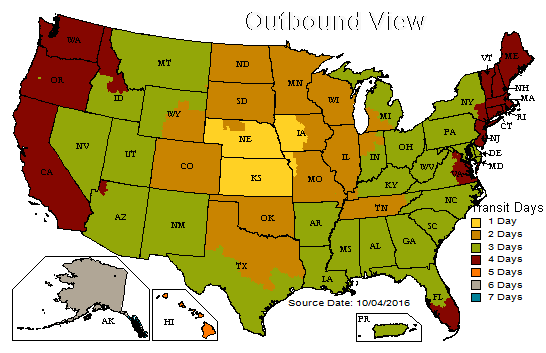 Outbound View
WA
VT
ME
MT
ND
MN
OR
ID
SD
WI
NH
MA
WY
MI
NY
RI
CT
NE
IA
PA
NJ
NV
UT
IL
IN
OH
DE
MD
CO
WV
VA
CA
KS
MO
KY
NC
TN
AZ
NM
OK
AR
SC
Transit Days
1 Day
2 Days
3 Days
4 Days
5 Days
6 Days
7 Days
MS
AL
GA
TX
LA
FL
Source Date: 10/04/2016
AK
HI
PR